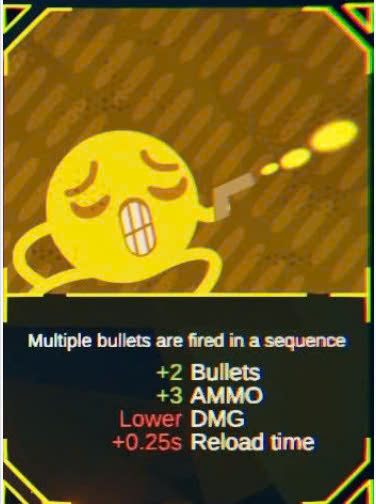 Multiple bullets are fired in a sequence
+2 Bullets
+3 AMMO
Lower DMG
+0.25s Reload time